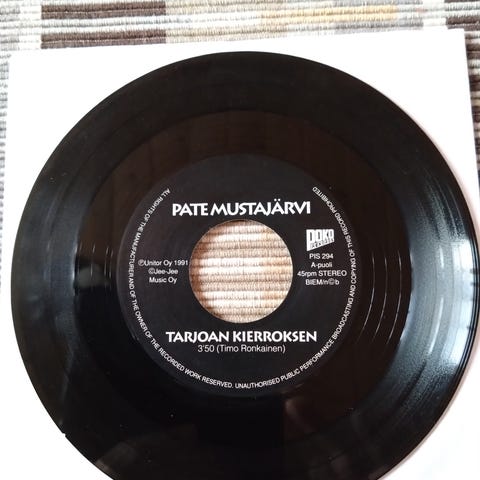 PATE MUSTAJÄRVI
POKO
PIS 294
A-puoli
45rpm STEREO
BIEM/n©b
℗Unitor Oy 1991
©Jee-Jee
Music Oy
TARJOAN KIERROKSEN
3'50 (Timo Ronkainen)
ALL RIGHTS OF THE MANUFACTURER AND OF THE OWNER OF THE RECORDED WORK RESERVED. UNAUTHORISED PUBLIC PERFORMANCE BROADCASTING AND COPYING OF THIS RECORD PROHIBITED